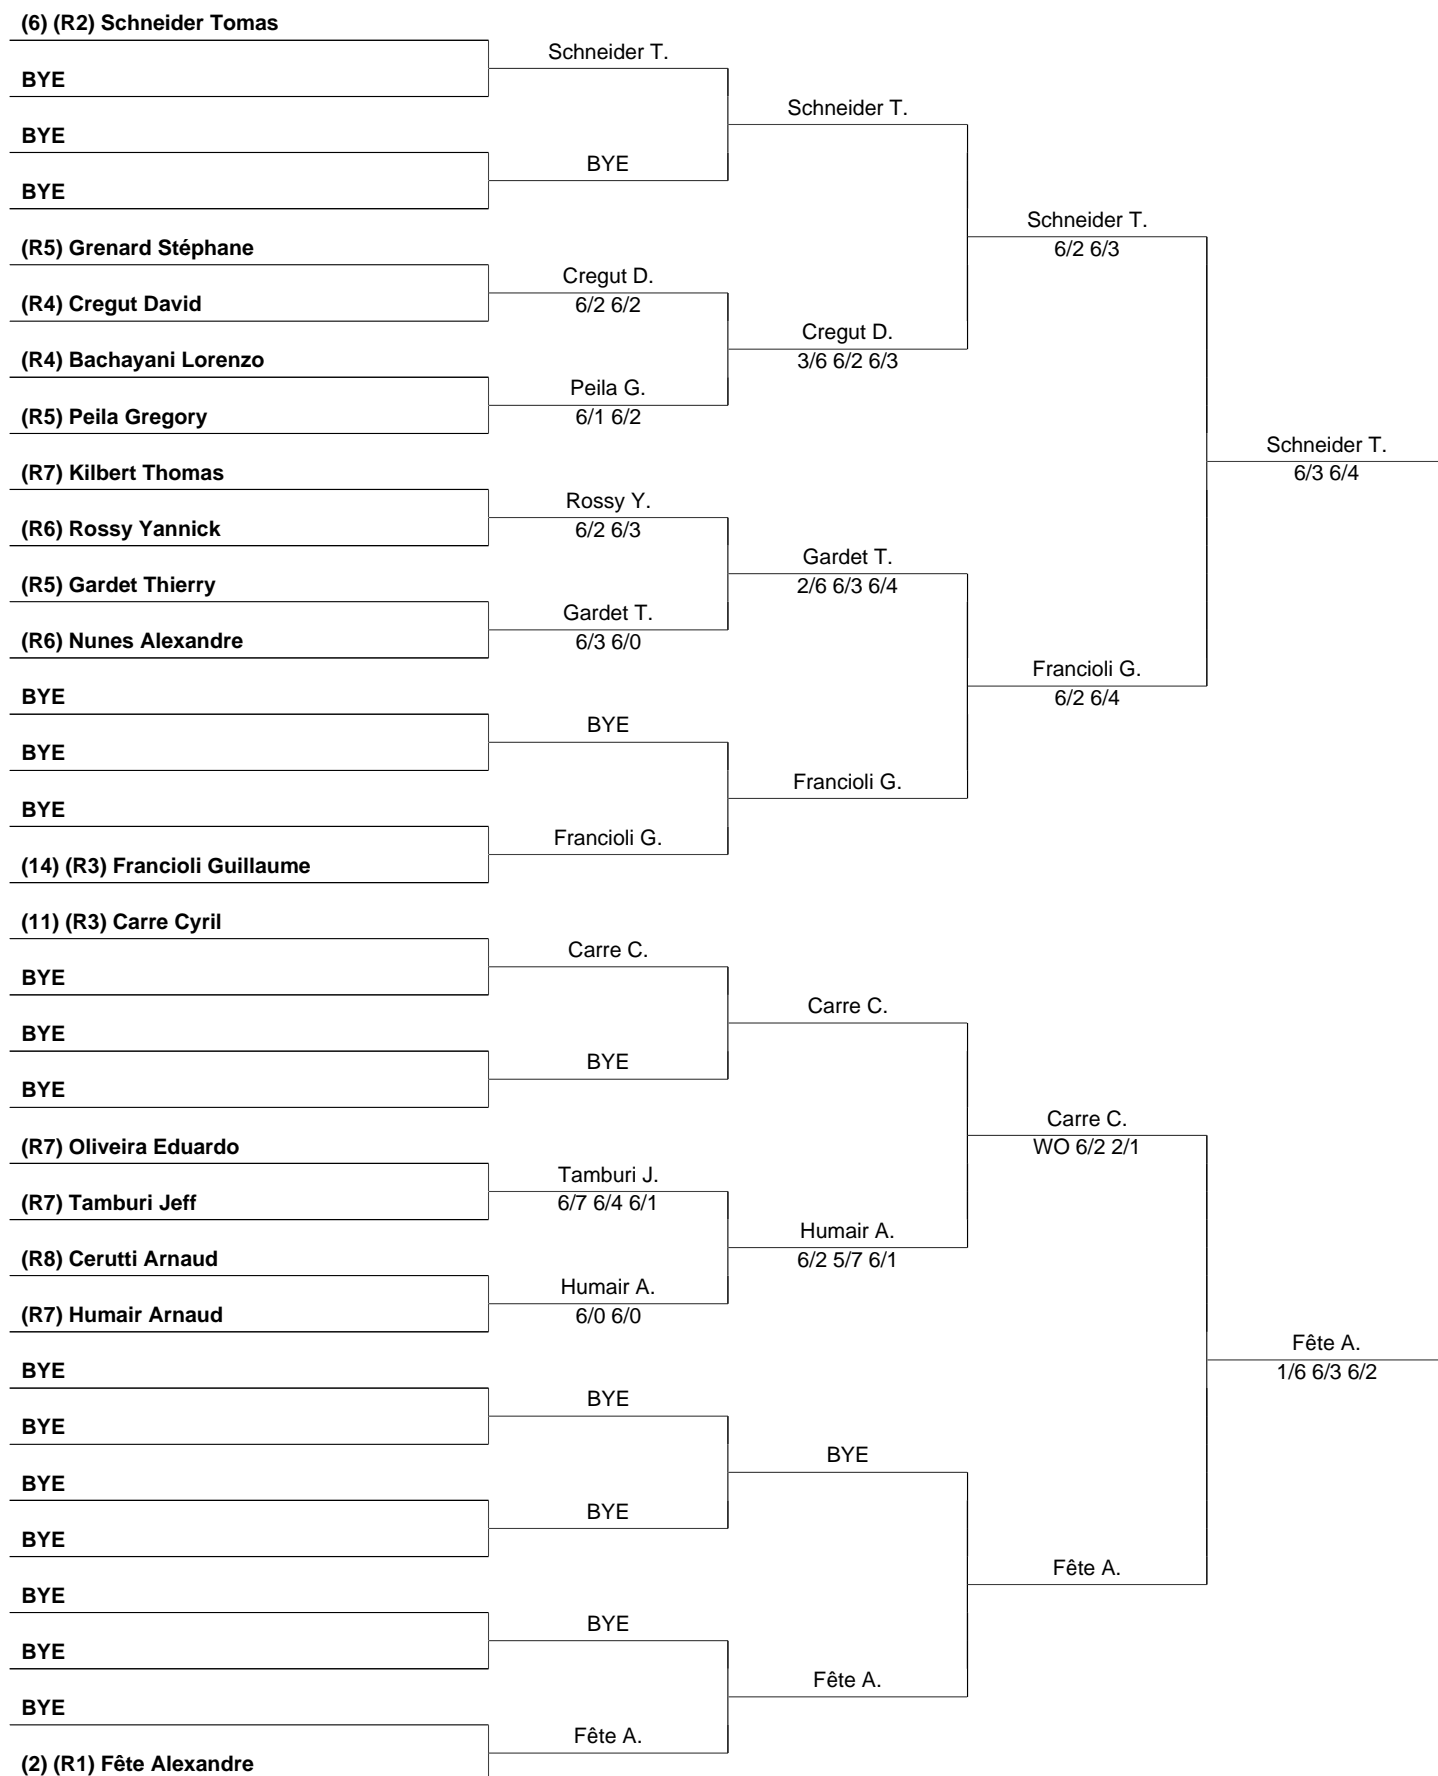 (6) (R2) Schneider Tomas
Schneider T.
BYE
Schneider T.
BYE
BYE
BYE
Schneider T.
(R5) Grenard Stéphane
6/2 6/3
Cregut D.
(R4) Cregut David
6/2 6/2
Cregut D.
(R4) Bachayani Lorenzo
3/6 6/2 6/3
Peila G.
(R5) Peila Gregory
6/1 6/2
Schneider T.
(R7) Kilbert Thomas
6/3 6/4
Rossy Y.
(R6) Rossy Yannick
6/2 6/3
Gardet T.
(R5) Gardet Thierry
2/6 6/3 6/4
Gardet T.
(R6) Nunes Alexandre
6/3 6/0
Francioli G.
BYE
6/2 6/4
BYE
BYE
Francioli G.
BYE
Francioli G.
(14) (R3) Francioli Guillaume
(11) (R3) Carre Cyril
Carre C.
BYE
Carre C.
BYE
BYE
BYE
Carre C.
(R7) Oliveira Eduardo
WO 6/2 2/1
Tamburi J.
(R7) Tamburi Jeff
6/7 6/4 6/1
Humair A.
(R8) Cerutti Arnaud
6/2 5/7 6/1
Humair A.
(R7) Humair Arnaud
6/0 6/0
Fête A.
BYE
1/6 6/3 6/2
BYE
BYE
BYE
BYE
BYE
BYE
Fête A.
BYE
BYE
BYE
Fête A.
BYE
Fête A.
(2) (R1) Fête Alexandre